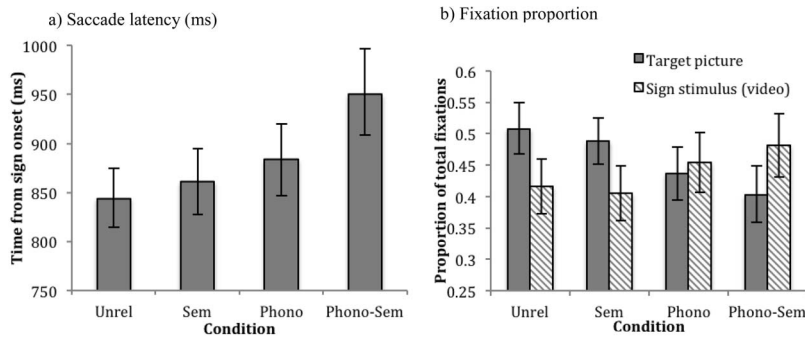 a) Saccade latency (ms)
Time from sign onset (ms)
1000
950
900
850
800
750
Unrel Sem Phono Phono-Sem
Condition
b) Fixation proportion
Target picture
Sign stimulus (video)
Proportion of total fixations
0.6
0.55
0.5
0.45
0.4
0.35
0.3
0.25
Unrel Sem Phono Phono-Sem
Condition